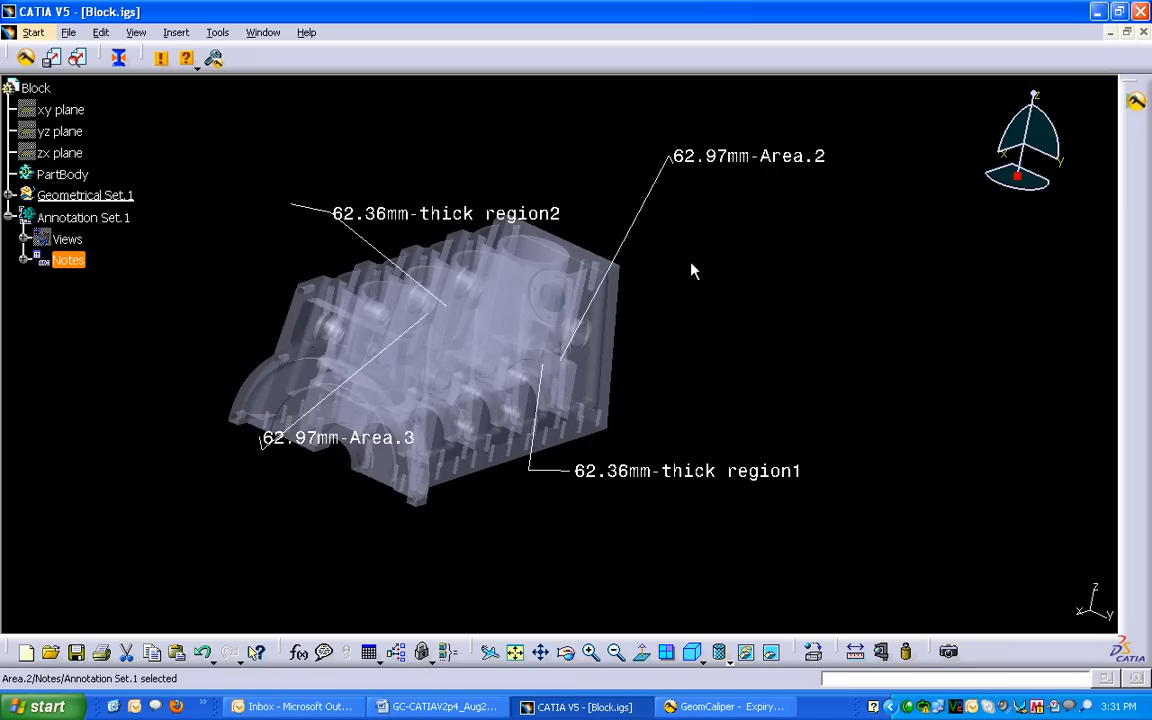 CATIA V5 - [Block.igs]
Start File Edit View Insert Tools Window Help
Block
xy plane
yz plane
zx plane
PartBody
Geometrical Set.1
Annotation Set.1
Views
Notes
62.97mm-Area.2
62.36mm-thick region2
62.97mm-Area.3
62.36mm-thick region1
z
x
y
z
x
y
f(x)
CATIA
Area.2/Notes/Annotation Set.1 selected
start
Inbox - Microsoft Out...
GC-CATIAV2p4_Aug2...
CATIA V5 - [Block.igs]
GeomCaliper - Expiry...
3:31 PM